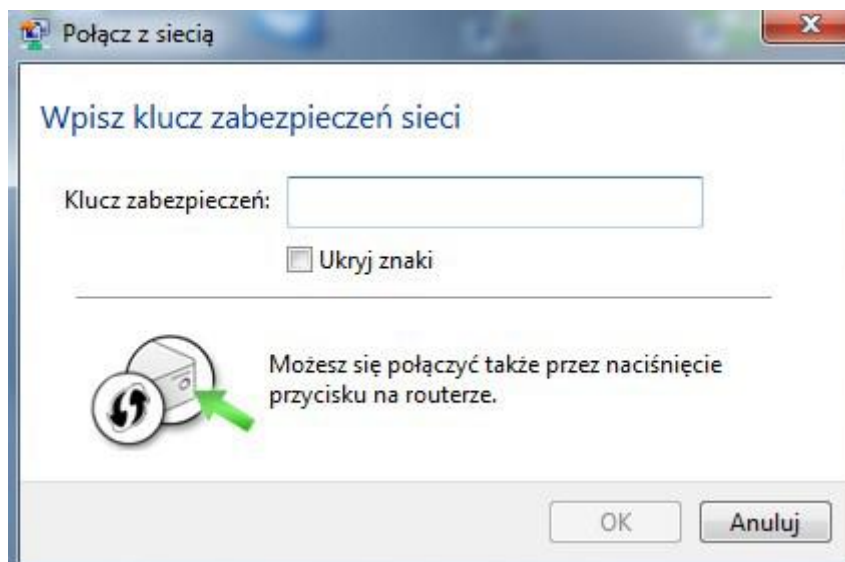 Połącz z siecią
Wpisz klucz zabezpieczeń sieci
Klucz zabezpieczeń:
Ukryj znaki
Możesz się połączyć także przez naciśnięcie
przycisku na routerze.
OK
Anuluj